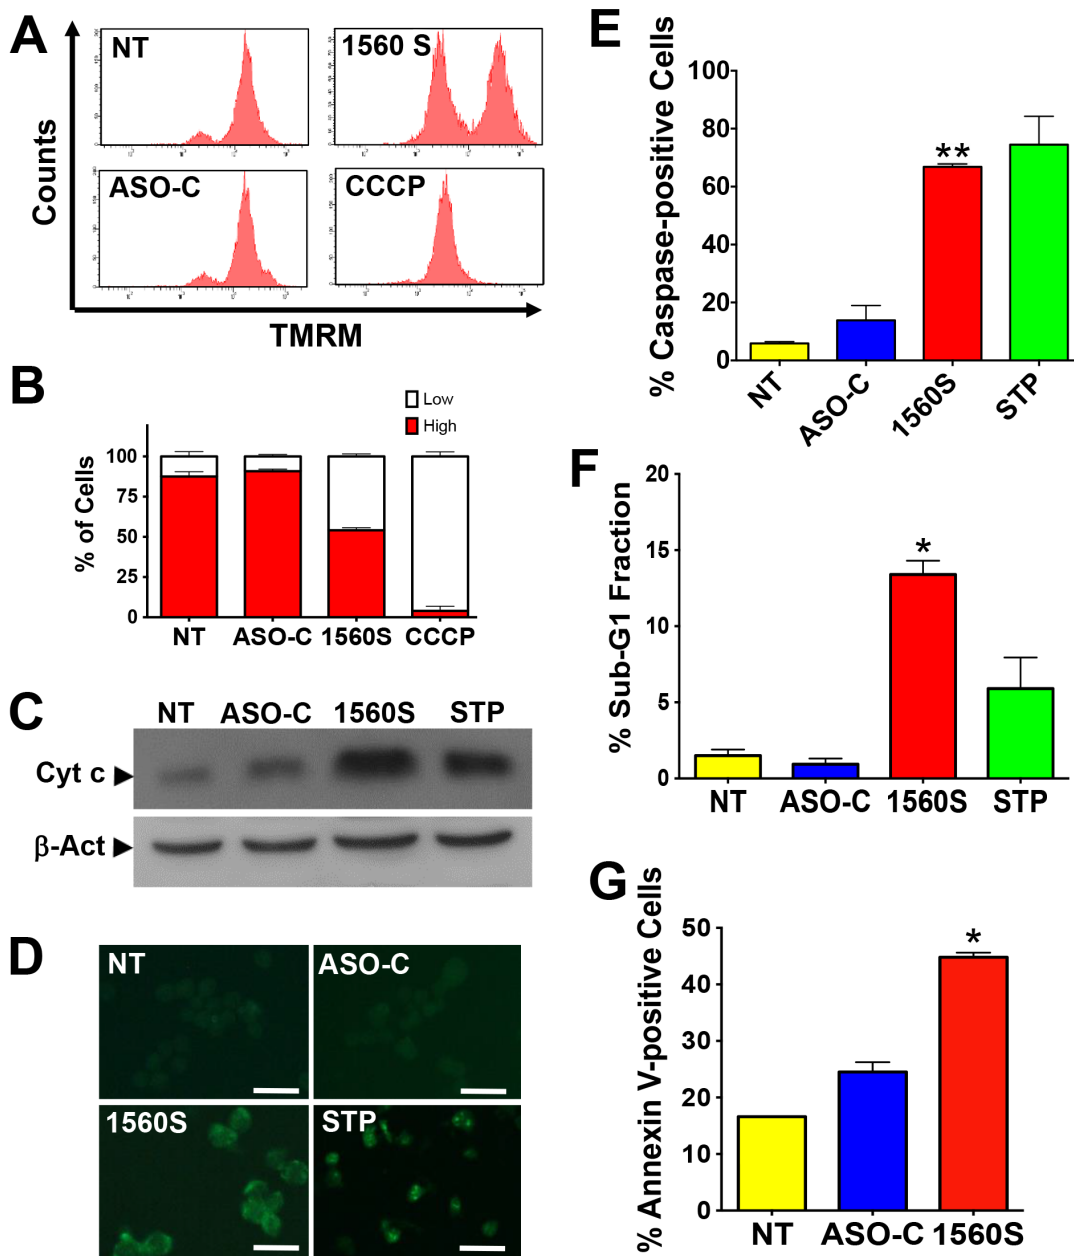 A
NT
1560 S
ASO-C
CCCP
Counts
TMRM
B
Low
High
% of Cells
100
75
50
25
0
NT ASO-C 1560S CCCP
C
NT ASO-C 1560S STP
Cyt c
β-Act
D
NT
ASO-C
1560S
STP
E
% Caspase-positive Cells
100
80
60
40
20
0
**
NT ASO-C 1560S STP
F
% Sub-G1 Fraction
20
15
10
5
0
*
NT ASO-C 1560S STP
G
% Annexin V-positive Cells
50
40
30
20
10
0
*
NT ASO-C 1560S